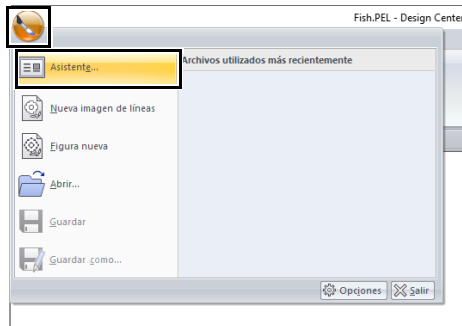 Fish.PEL - Design Center
Asistente...
Archivos utilizados más recientemente
Nueva imagen de líneas
Figura nueva
Abrir...
Guardar
Guardar como...
Opciones
Salir